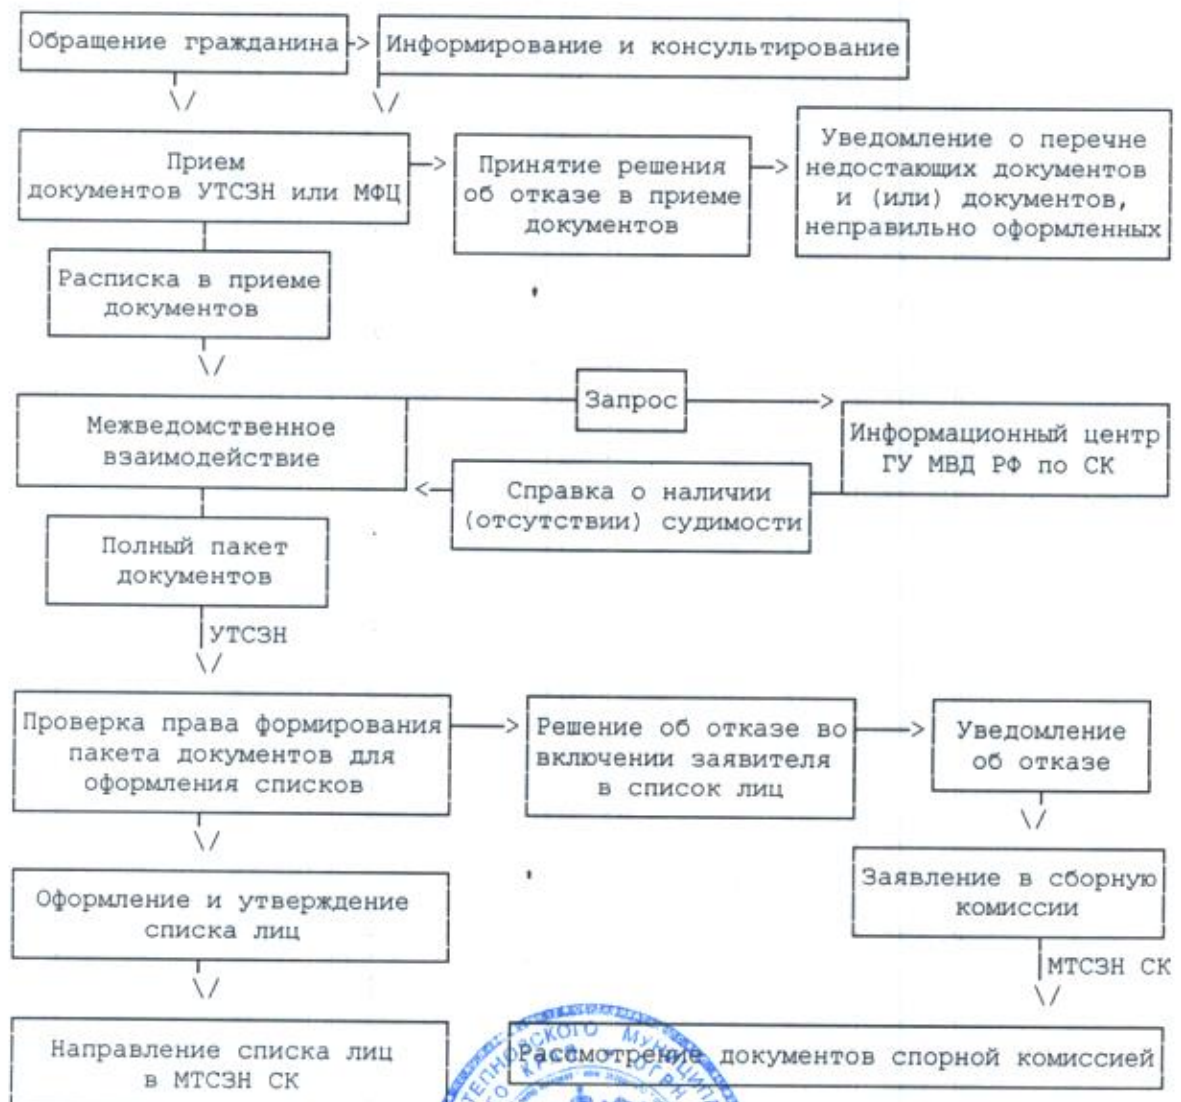 Обращение гражданина
Информирование и консультирование
Прием
документов УТСЗН или МФЦ
Принятие решения
об отказе в приеме
документов
Уведомление о перечне
недостающих документов
и (или) документов,
неправильно оформленных
Расписка в приеме
документов
Запрос
Межведомственное
взаимодействие
Информационный центр
ГУ МВД РФ по СК
Справка о наличии
(отсутствии) судимости
Полный пакет
документов
УТСЗН
Проверка права формирования
пакета документов для
оформления списков
Решение об отказе во
включении заявителя
в список лиц
Уведомление
об отказе
Оформление и утверждение
списка лиц
Заявление в сборную
комиссии
МТСЗН СК
Направление списка лиц
в МТСЗН СК
Рассмотрение документов спорной комиссией